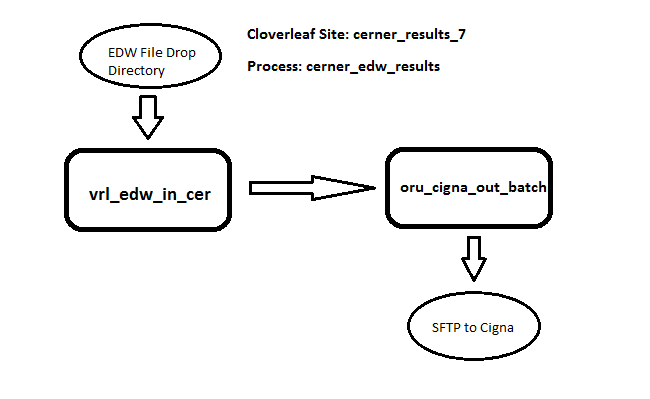 EDW File Drop
Directory
Cloverleaf Site: cerner_results_7
Process: cerner_edw_results
vrl_edw_in_cer
oru_cigna_out_batch
SFTP to Cigna